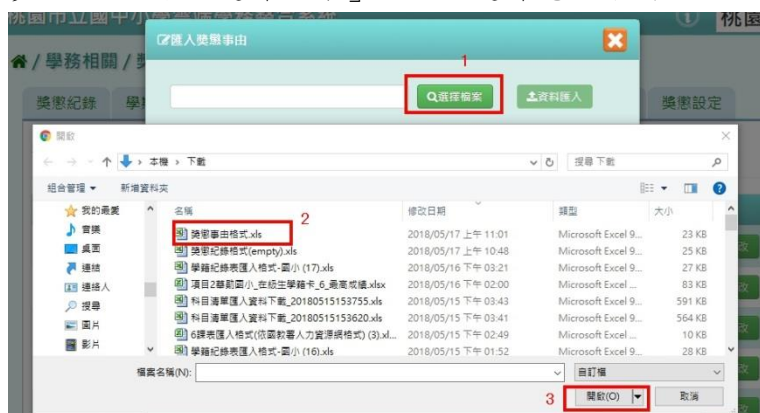 桃園市立國中小學雲端學務整合系統
桃園
匯入獎懲事由
/ 學務相關 /
1
選擇檔案
資料匯入
獎懲紀錄
獎懲設定
開啟
本機 › 下載
搜尋 下載
組合管理
新增資料夾
我的最愛
音樂
桌面
連結
連絡人
搜尋
圖片
影片
名稱
修改日期
類型
大小
2
獎懲事由格式.xls
2018/05/17 上午 11:01
Microsoft Excel 9...
23 KB
獎懲紀錄格式(empty).xls
2018/05/17 上午 10:48
Microsoft Excel 9...
25 KB
學籍紀錄表匯入格式-國小 (17).xls
2018/05/16 下午 03:21
Microsoft Excel 9...
27 KB
項目2華勛國小_在級生學籍卡_6_最高成績.xlsx
2018/05/16 下午 02:00
Microsoft Excel ...
83 KB
科目清單匯入資料下載_20180515153755.xls
2018/05/15 下午 03:43
Microsoft Excel 9...
591 KB
科目清單匯入資料下載_20180515153620.xls
2018/05/15 下午 03:41
Microsoft Excel 9...
564 KB
6課表匯入格式(依國教署人力資源網格式) (3).xl...
2018/05/15 下午 02:49
Microsoft Excel ...
10 KB
學籍紀錄表匯入格式-國小 (16).xls
2018/05/15 下午 01:52
Microsoft Excel 9...
28 KB
檔案名稱(N):
自訂檔
3
開啟(O)
取消